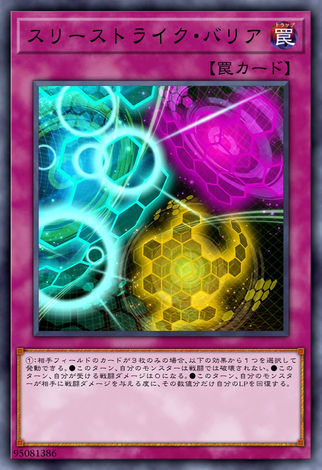 スリーストライク・バリア
トラップ
罠
【罠カード】
①:相手フィールドのカードが3枚のみの場合、以下の効果から1つを選択して
発動できる。●このターン、自分のモンスターは戦闘では破壊されない。●この
ターン、自分が受ける戦闘ダメージは0になる。●このターン、自分のモンスタ
ーが相手に戦闘ダメージを与える度に、その数値分だけ自分のLPを回復する。
95081386